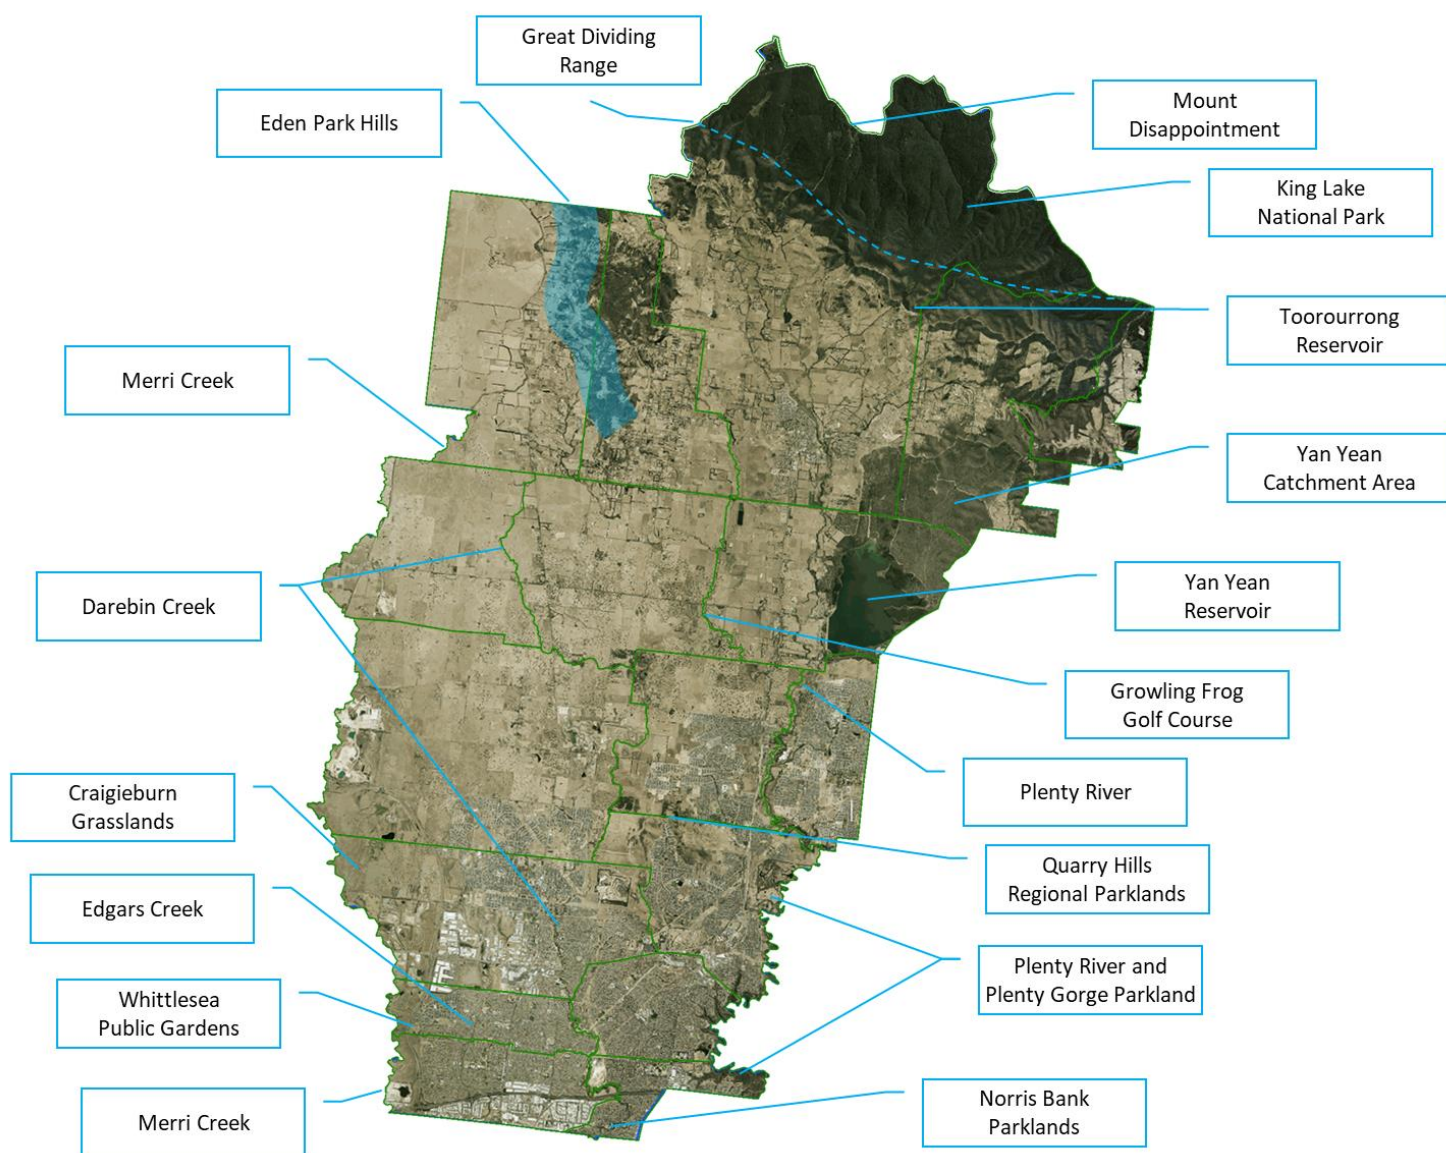 Great Dividing
Range
Eden Park Hills
Mount
Disappointment
King Lake
National Park
Toorourrong
Reservoir
Merri Creek
Yan Yean
Catchment Area
Darebin Creek
Yan Yean
Reservoir
Growling Frog
Golf Course
Plenty River
Craigieburn
Grasslands
Quarry Hills
Regional Parklands
Edgars Creek
Plenty River and
Plenty Gorge Parkland
Whittlesea
Public Gardens
Norris Bank
Parklands
Merri Creek